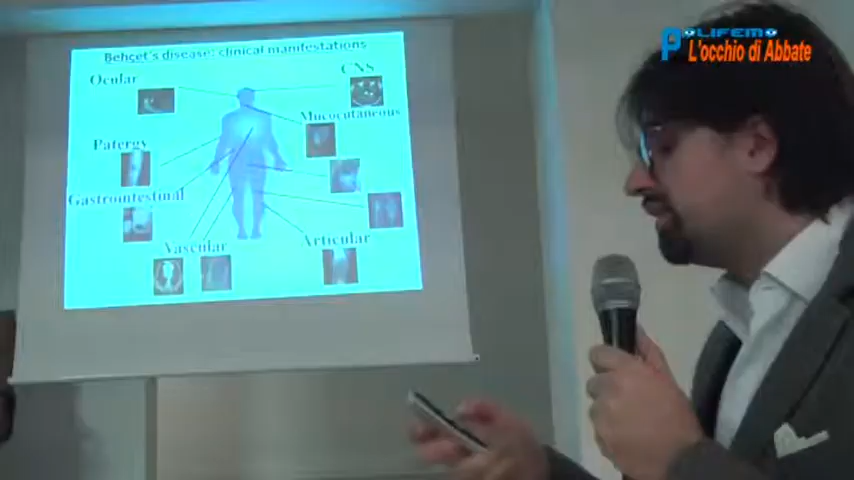 POLIFEMO
L'occhio di Abbate
Behçet's disease: clinical manifestations
Ocular
CNS
Mucocutaneous
Patergy
Gastrointestinal
Vascular
Articular